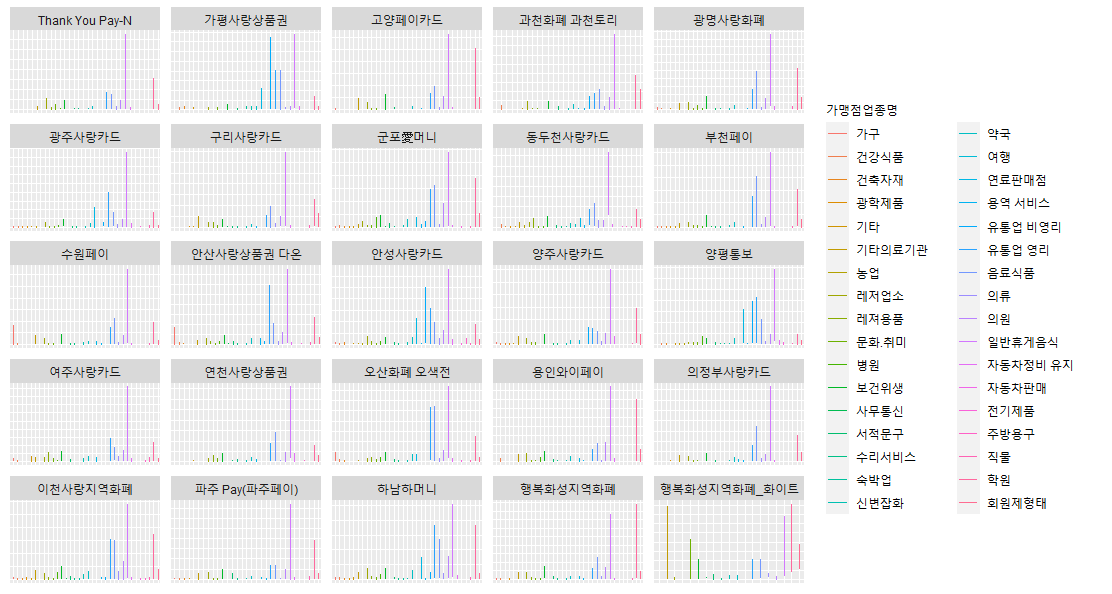 Thank You Pay-N
가평사랑상품권
고양페이카드
과천화폐 과천토리
광명사랑화폐
광주사랑카드
구리사랑카드
군포愛머니
동두천사랑카드
부천페이
수원페이
안산사랑상품권 다온
안성사랑카드
양주사랑카드
양평통보
여주사랑카드
연천사랑상품권
오산화폐 오색전
용인와이페이
의정부사랑카드
이천사랑지역화폐
파주 Pay(파주페이)
하남하머니
행복화성지역화폐
행복화성지역화폐_화이트
가맹점업종명
가구
건강식품
건축자재
광학제품
기타
기타의료기관
농업
레저업소
레져용품
문화.취미
병원
보건위생
사무통신
서적문구
수리서비스
숙박업
신변잡화
약국
여행
연료판매점
용역 서비스
유통업 비영리
유통업 영리
음료식품
의류
의원
일반휴게음식
자동차정비 유지
자동차판매
전기제품
주방용구
직물
학원
회원제형태